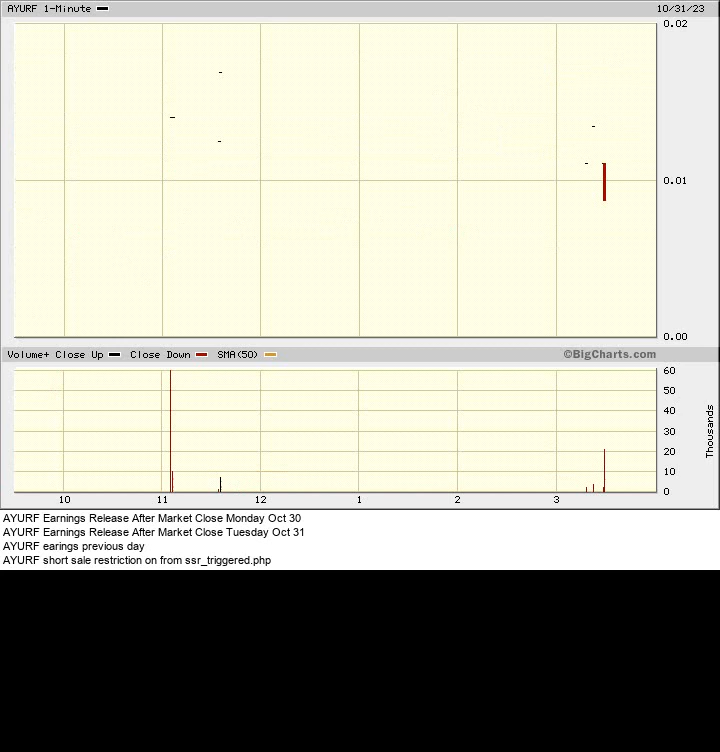 AYURF 1-Minute 10/31/23
0.02
0.01
0.00
Volume+ Close Up Close Down SMA(50) ©BigCharts.com
60
50
40
30
20
10
0
Thousands
10 11 12 1 2 3
AYURF Earnings Release After Market Close Monday Oct 30
AYURF Earnings Release After Market Close Tuesday Oct 31
AYURF earings previous day
AYURF short sale restriction on from ssr_triggered.php